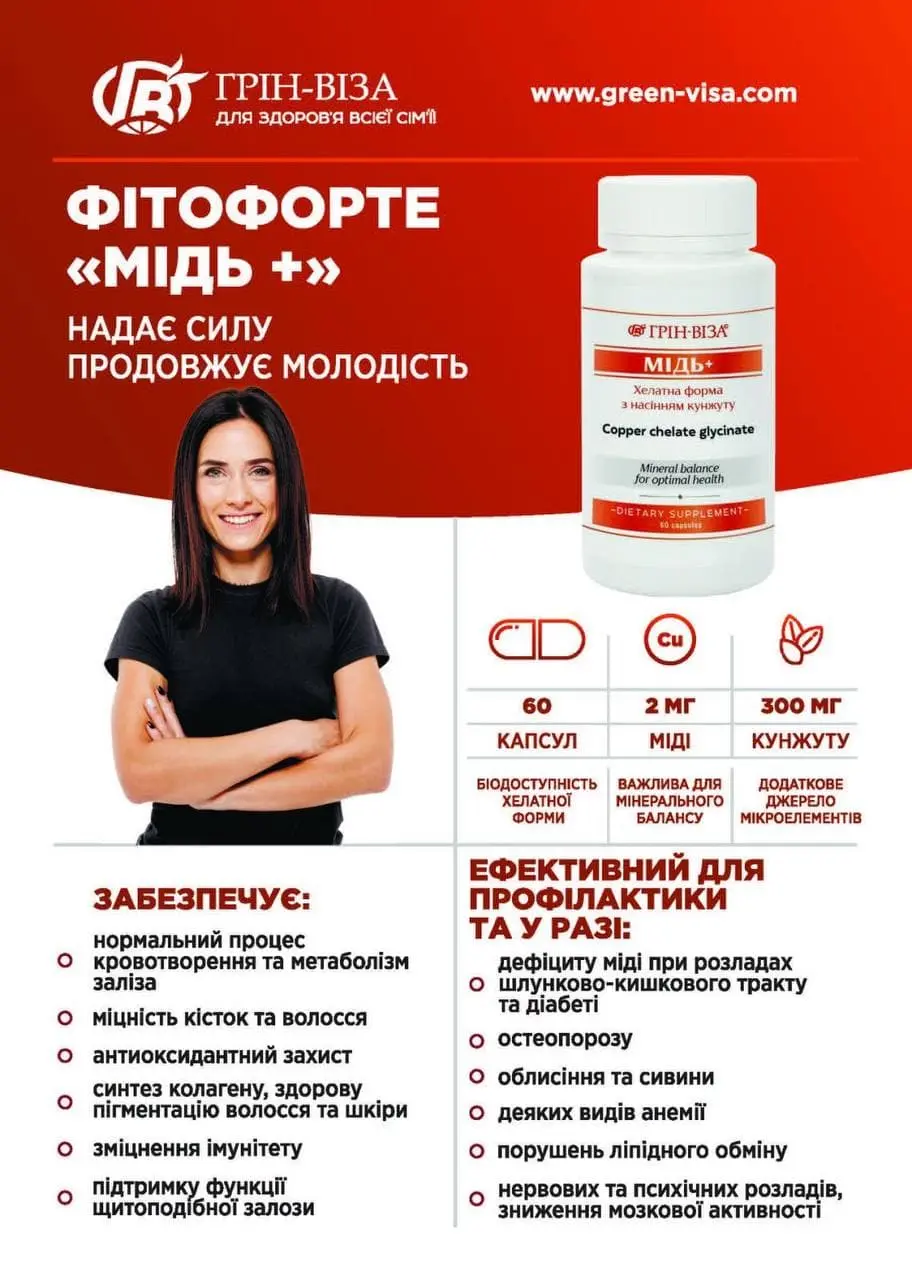 ГРІН-ВІЗА
ДЛЯ ЗДОРОВ'Я ВСІЄЇ СІМ'Ї
www.green-visa.com
ФІТОФОРТЕ
«МІДЬ +»
НАДАЄ СИЛУ
ПРОДОВЖУЄ МОЛОДІСТЬ
ГРІН-ВІЗА®
МІДЬ+
Хелатна форма
з насінням кунжуту
Copper chelate glycinate
Mineral balance
for optimal health
–DIETARY SUPPLEMENT–
60 capsules
Cu
60
КАПСУЛ
БІОДОСТУПНІСТЬ
ХЕЛАТНОЇ
ФОРМИ
2 МГ
МІДІ
ВАЖЛИВА ДЛЯ
МІНЕРАЛЬНОГО
БАЛАНСУ
300 МГ
КУНЖУТУ
ДОДАТКОВЕ
ДЖЕРЕЛО
МІКРОЕЛЕМЕНТІВ
ЗАБЕЗПЕЧУЄ:
нормальний процес
кровотворення та метаболізм
заліза
міцність кісток та волосся
антиоксидантний захист
синтез колагену, здорову
пігментацію волосся та шкіри
зміцнення імунітету
підтримку функції
щитоподібної залози
ЕФЕКТИВНИЙ ДЛЯ
ПРОФІЛАКТИКИ
ТА У РАЗІ:
дефіциту міді при розладах
шлунково-кишкового тракту
та діабеті
остеопорозу
облисіння та сивини
деяких видів анемії
порушень ліпідного обміну
нервових та психічних розладів,
зниження мозкової активності